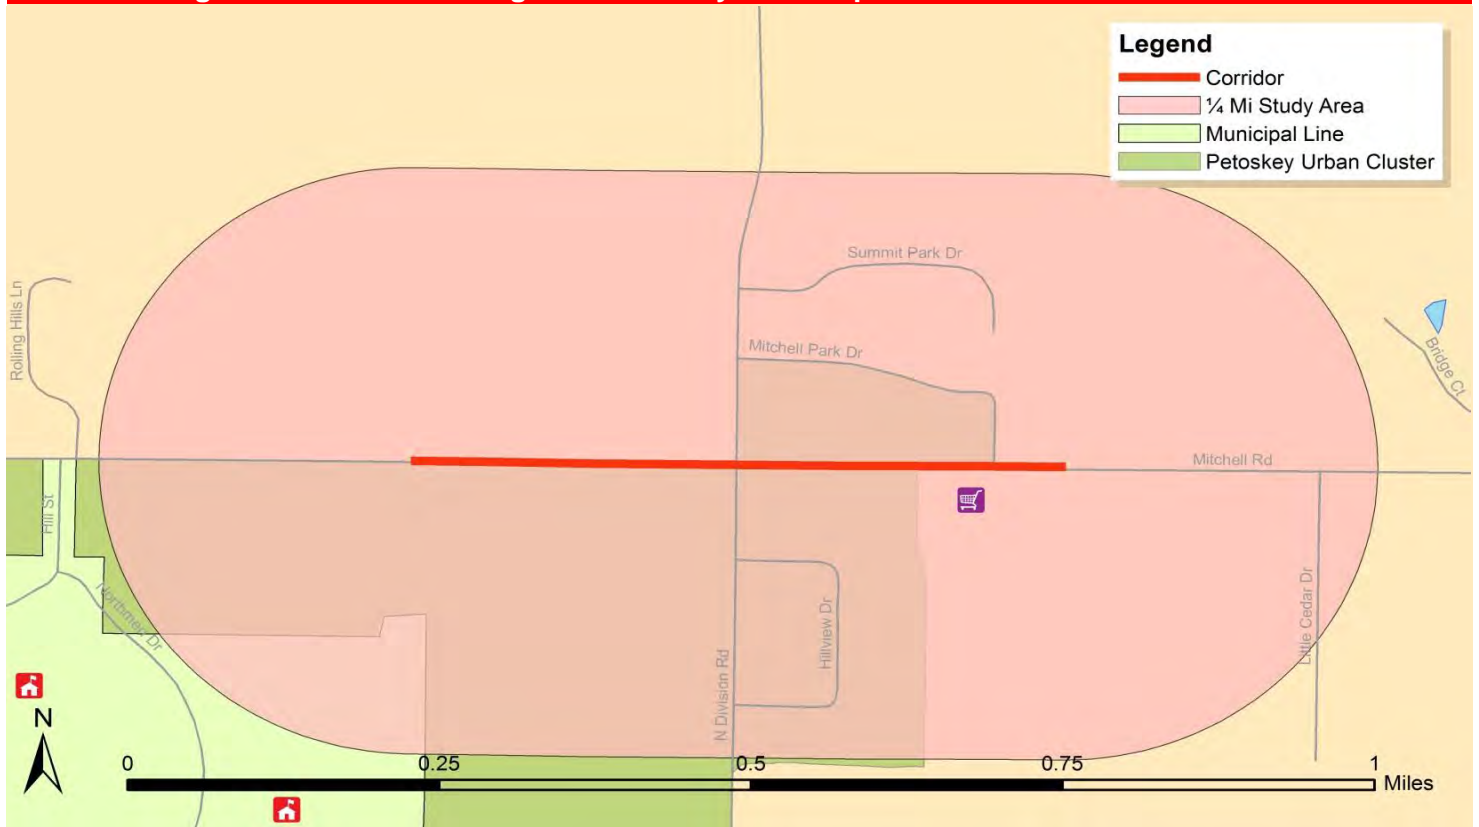 Legend
Corridor
¼ Mi Study Area
Municipal Line
Petoskey Urban Cluster
Summit Park Dr
Rolling Hills Ln
Mitchell Park Dr
Bridge Ct
Mitchell Rd
Hill St
Northmen Dr
Hillview Dr
Little Cedar Dr
N Division Rd
N
0 0.25 0.5 0.75 1
Miles